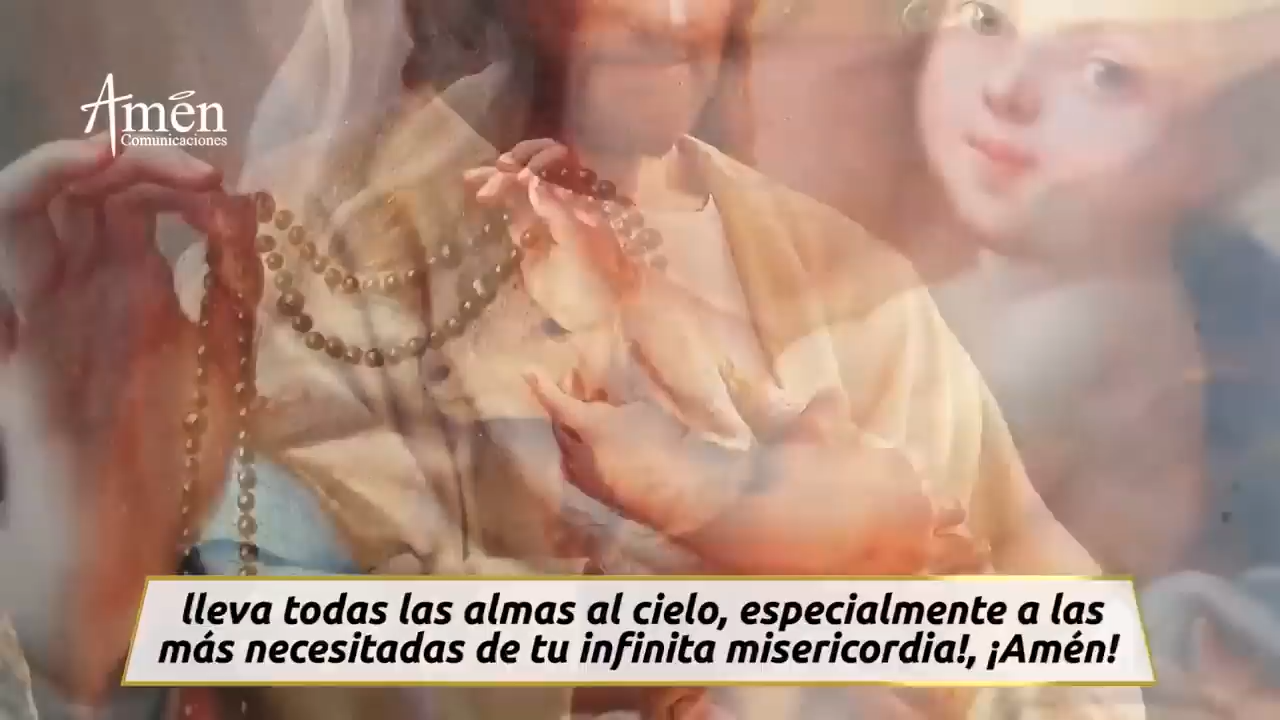 Amén
Comunicaciones
lleva todas las almas al cielo, especialmente a las
más necesitadas de tu infinita misericordia!, ¡Amén!